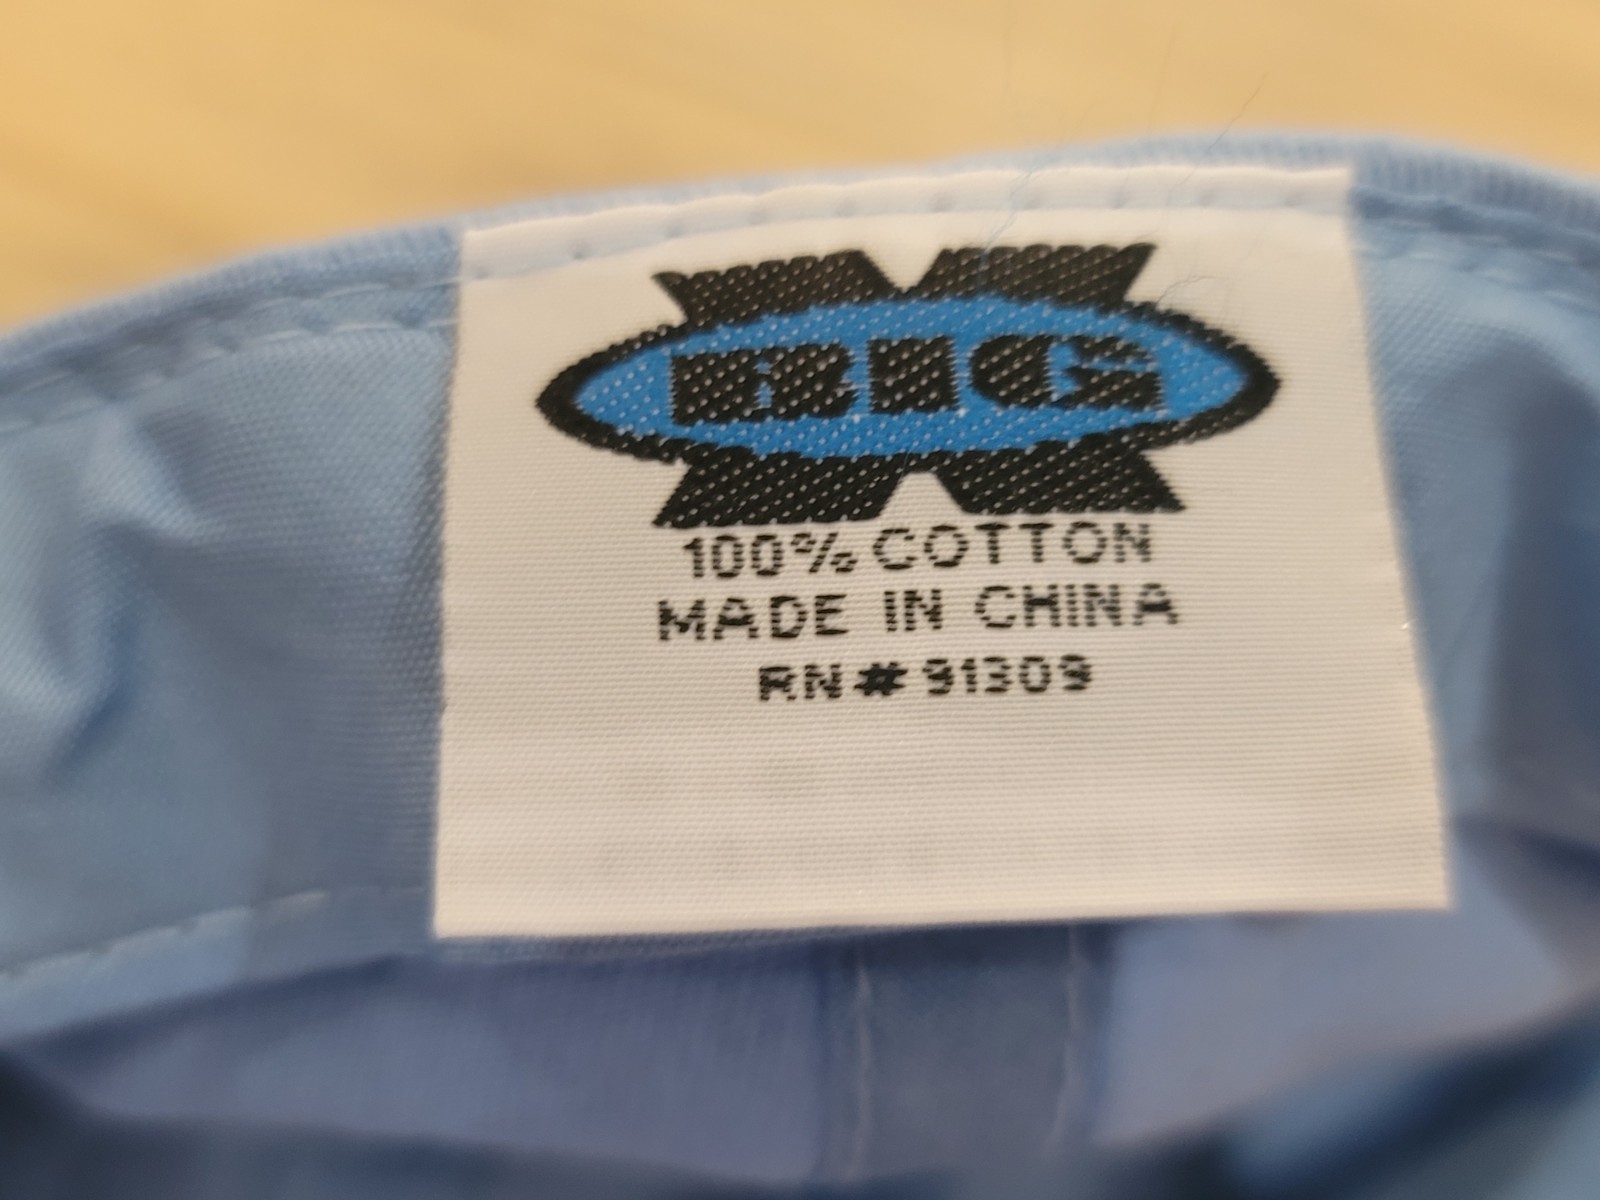 BIG
100% COTTON
MADE IN CHINA
RN# 91309